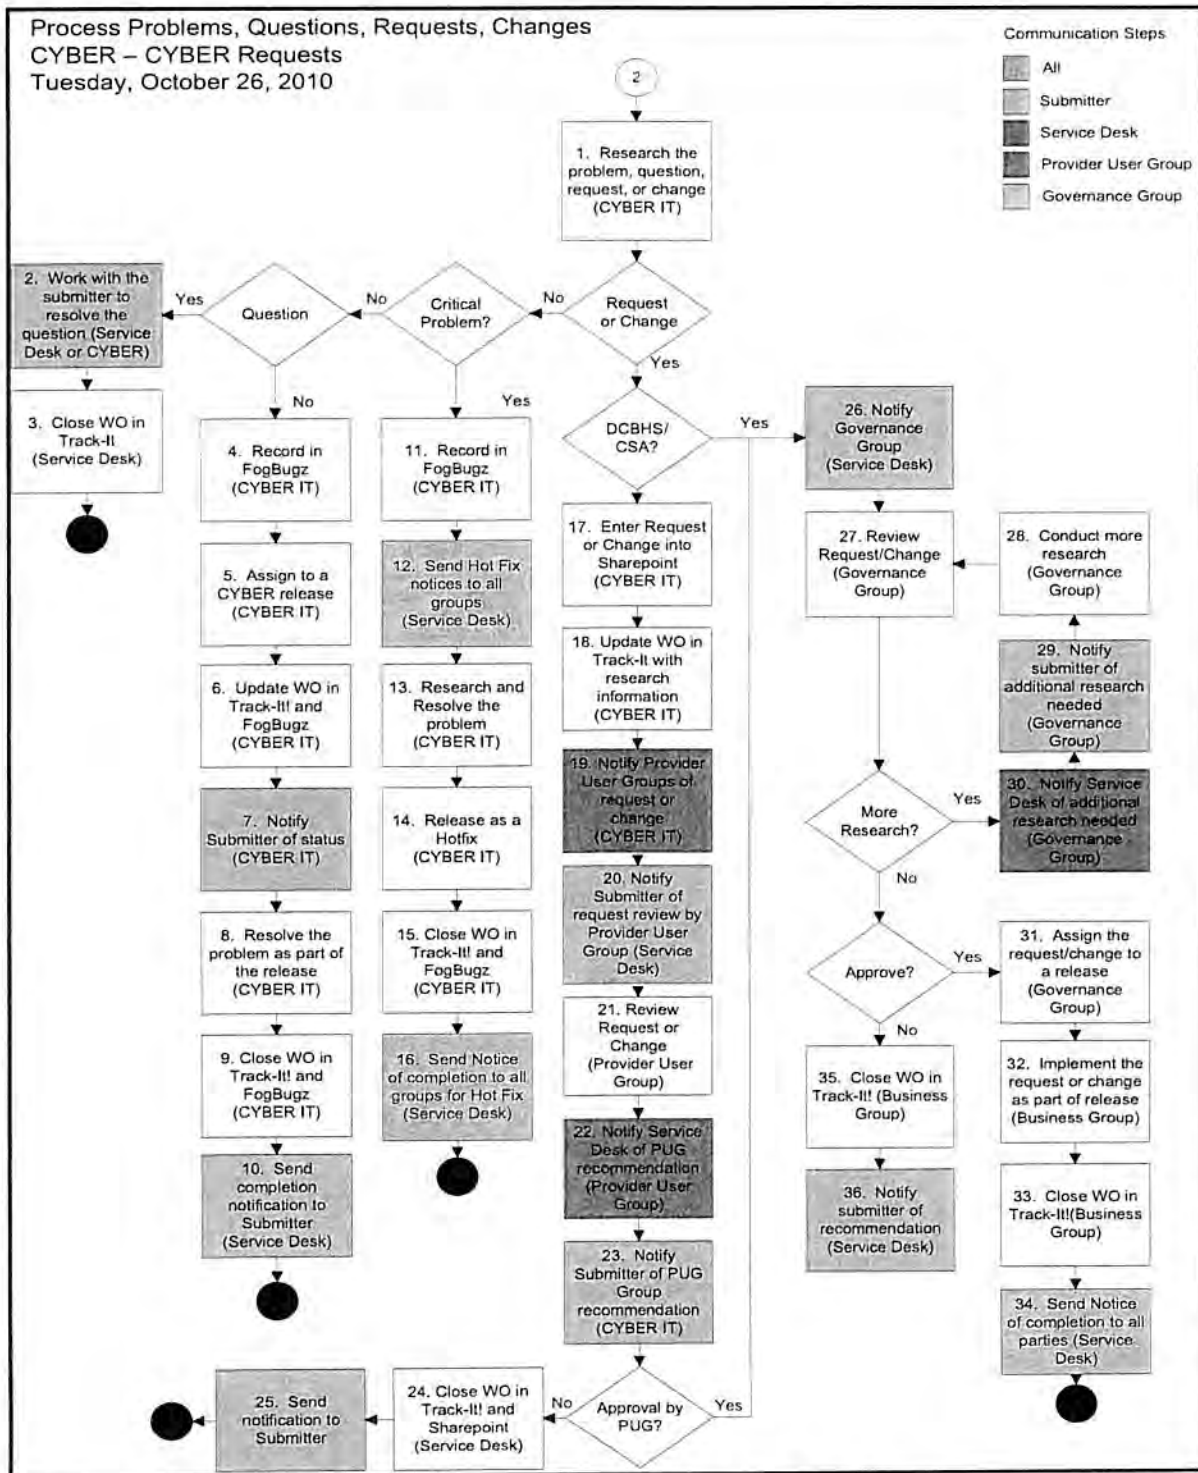 Process Problems, Questions, Requests, Changes
CYBER – CYBER Requests
Tuesday, October 26, 2010
Communication Steps
All
Submitter
Service Desk
Provider User Group
Governance Group
2
1. Research the
problem, question,
request, or change
(CYBER IT)
Request
or Change
No
Yes
Critical
Problem?
No
Yes
Question
Yes
No
2. Work with the
submitter to
resolve the
question (Service
Desk or CYBER)
3. Close WO in
Track-It
(Service Desk)
4. Record in
FogBugz
(CYBER IT)
5. Assign to a
CYBER release
(CYBER IT)
6. Update WO in
Track-It! and
FogBugz
(CYBER IT)
7. Notify
Submitter of status
(CYBER IT)
8. Resolve the
problem as part of
the release
(CYBER IT)
9. Close WO in
Track-It! and
FogBugz
(CYBER IT)
10. Send
completion
notification to
Submitter
(Service Desk)
11. Record in
FogBugz
(CYBER IT)
12. Send Hot Fix
notices to all
groups
(Service Desk)
13. Research and
Resolve the
problem
(CYBER IT)
14. Release as a
Hotfix
(CYBER IT)
15. Close WO in
Track-It! and
FogBugz
(CYBER IT)
16. Send Notice
of completion to all
groups for Hot Fix
(Service Desk)
DCBHS/
CSA?
Yes
17. Enter Request
or Change into
Sharepoint
(CYBER IT)
18. Update WO in
Track-It with
research
information
(CYBER IT)
19. Notify Provider
User Groups of
request or
change
(CYBER IT)
20. Notify
Submitter of
request review by
Provider User
Group (Service Desk)
21. Review
Request or
Change
(Provider User
Group)
22. Notify Service
Desk of PUG
recommendation
(Provider User
Group)
23. Notify
Submitter of PUG
Group
recommendation
(CYBER IT)
Approval by
PUG?
No
Yes
24. Close WO in
Track-It! and
Sharepoint
(Service Desk)
25. Send
notification to
Submitter
26. Notify
Governance
Group
(Service Desk)
27. Review
Request/Change
(Governance
Group)
28. Conduct more
research
(Governance
Group)
29. Notify
submitter of
additional research
needed
(Governance
Group)
30. Notify Service
Desk of additional
research needed
(Governance
Group)
More
Research?
Yes
No
Approve?
Yes
No
31. Assign the
request/change to
a release
(Governance
Group)
32. Implement the
request or change
as part of release
(Business Group)
33. Close WO in
Track-It!(Business
Group)
34. Send Notice
of completion to all
parties (Service
Desk)
35. Close WO in
Track-It! (Business
Group)
36. Notify
submitter of
recommendation
(Service Desk)